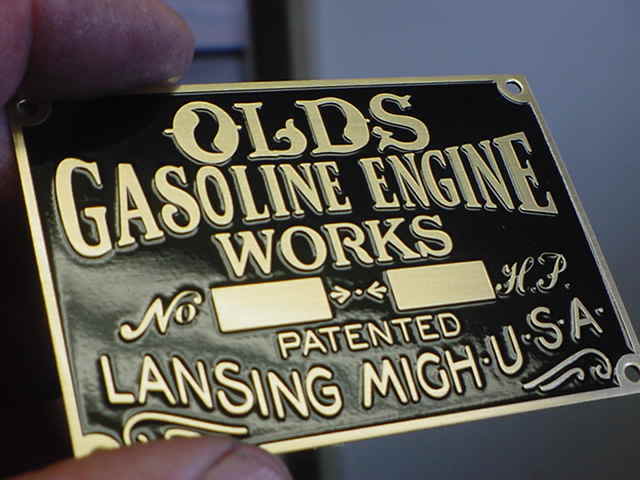 OLDS
GASOLINE ENGINE
WORKS
No H.P.
PATENTED
LANSING MICH·U·S·A·